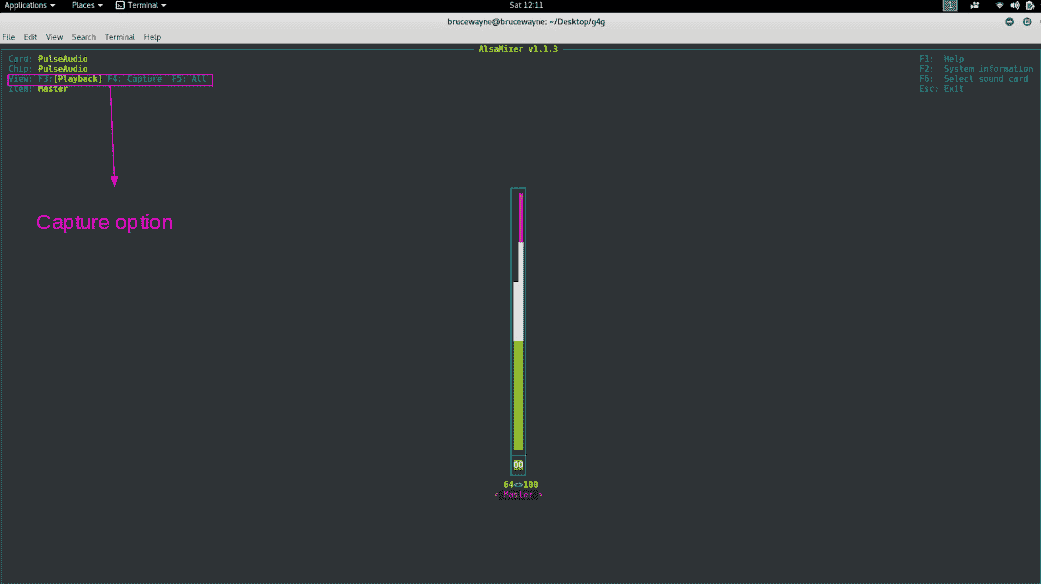 Applications Places Terminal Sat 12:11 1
brucewayne@brucewayne: ~/Desktop/g4g
File Edit View Search Terminal Help
AlsaMixer v1.1.3
Card: PulseAudio F1: Help
Chip: PulseAudio F2: System information
View: F3:[Playback] F4: Capture F5: All F6: Select sound card
Item: Master Esc: Exit
Capture option
OO
64<>100
< Master >